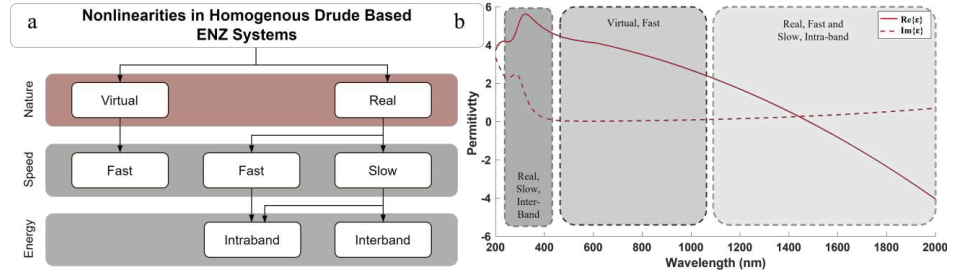 a
Nonlinearities in Homogenous Drude Based
ENZ Systems
Nature
Virtual
Real
Speed
Fast
Fast
Slow
Energy
Intraband
Interband
b
Permitivtty
6
4
2
0
-2
-4
-6
Real,
Slow,
Inter-
Band
Virtual, Fast
Real, Fast and
Slow, Intra-band
Re{ε}
Im{ε}
200 400 600 800 1000 1200 1400 1600 1800 2000
Wavelength (nm)